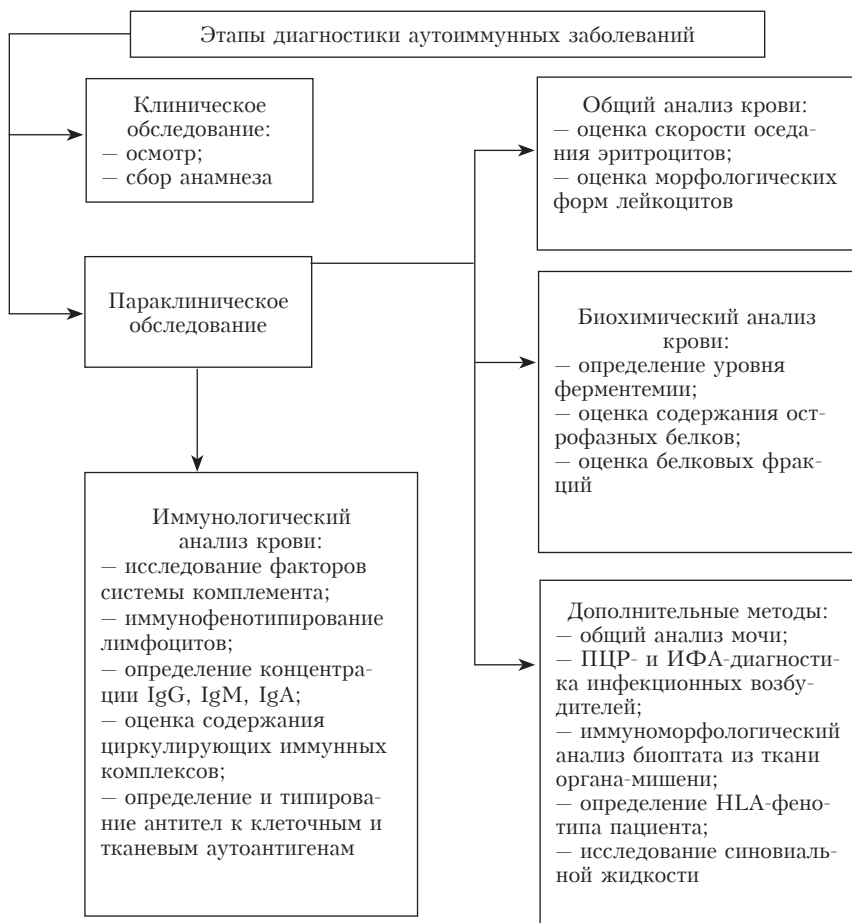 Этапы диагностики аутоиммунных заболеваний
Клиническое
обследование:
– осмотр;
– сбор анамнеза
Параклиническое
обследование
Иммунологический
анализ крови:
– исследование факторов
системы комплемента;
– иммунофенотипирование
лимфоцитов;
– определение концентра-
ции IgG, IgM, IgA;
– оценка содержания
циркулирующих иммунных
комплексов;
– определение и типирова-
ние антител к клеточным и
тканевым аутоантигенам
Общий анализ крови:
– оценка скорости оседа-
ния эритроцитов;
– оценка морфологических
форм лейкоцитов
Биохимический анализ
крови:
– определение уровня
ферментемии;
– оценка содержания ост-
рофазных белков;
– оценка белковых фрак-
ций
Дополнительные методы:
– общий анализ мочи;
– ПЦР- и ИФА-диагности-
ка инфекционных возбу-
дителей;
– иммуноморфологический
анализ биоптата из ткани
органа-мишени;
– определение HLA-фено-
типа пациента;
– исследование синовиаль-
ной жидкости